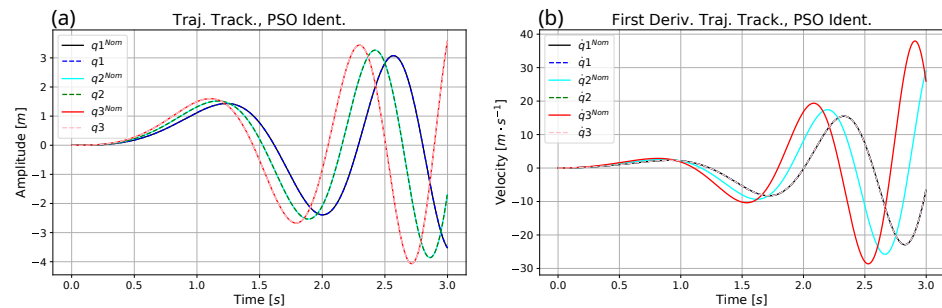 (a)
Traj. Track., PSO Ident.
Amplitude [m]
3
2
1
0
−1
−2
−3
−4
q1^Nom
q1
q2^Nom
q2
q3^Nom
q3
0.0 0.5 1.0 1.5 2.0 2.5 3.0
Time [s]
(b)
First Deriv. Traj. Track., PSO Ident.
Velocity [m · s⁻¹]
40
30
20
10
0
−10
−20
−30
q̇1^Nom
q̇1
q̇2^Nom
q̇2
q̇3^Nom
q̇3
0.0 0.5 1.0 1.5 2.0 2.5 3.0
Time [s]